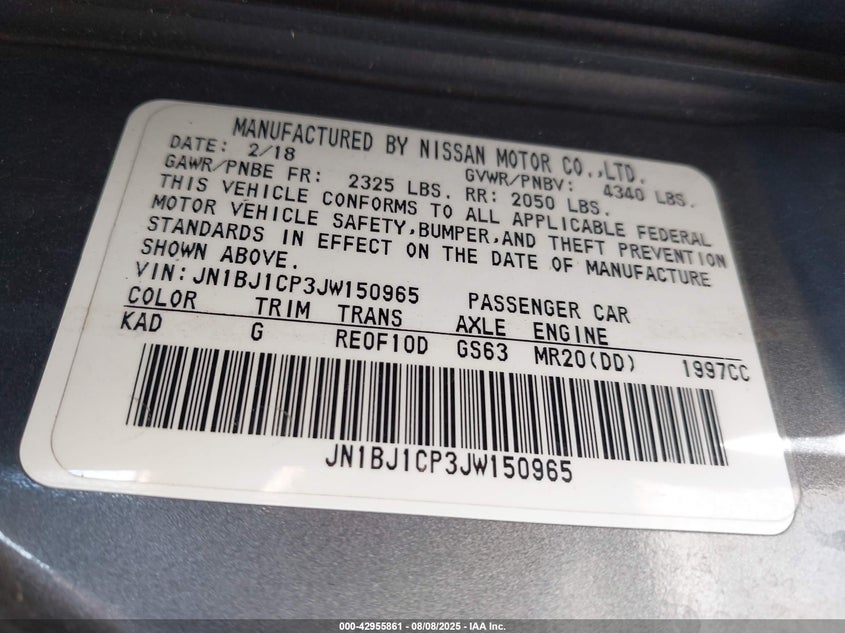 MANUFACTURED BY NISSAN MOTOR CO.,LTD.
DATE: 2/18 GVWR/PNBV: 4340 LBS.
GAWR/PNBE FR: 2325 LBS. RR: 2050 LBS.
THIS VEHICLE CONFORMS TO ALL APPLICABLE FEDERAL
MOTOR VEHICLE SAFETY,BUMPER,AND THEFT PREVENTION
STANDARDS IN EFFECT ON THE DATE OF MANUFACTURE
SHOWN ABOVE.
VIN:JN1BJ1CP3JW150965 PASSENGER CAR
COLOR TRIM TRANS AXLE ENGINE
KAD G RE0F10D GS63 MR20(DD) 1997CC
JN1BJ1CP3JW150965
000-42955861 - 08/08/2025 - IAA Inc.